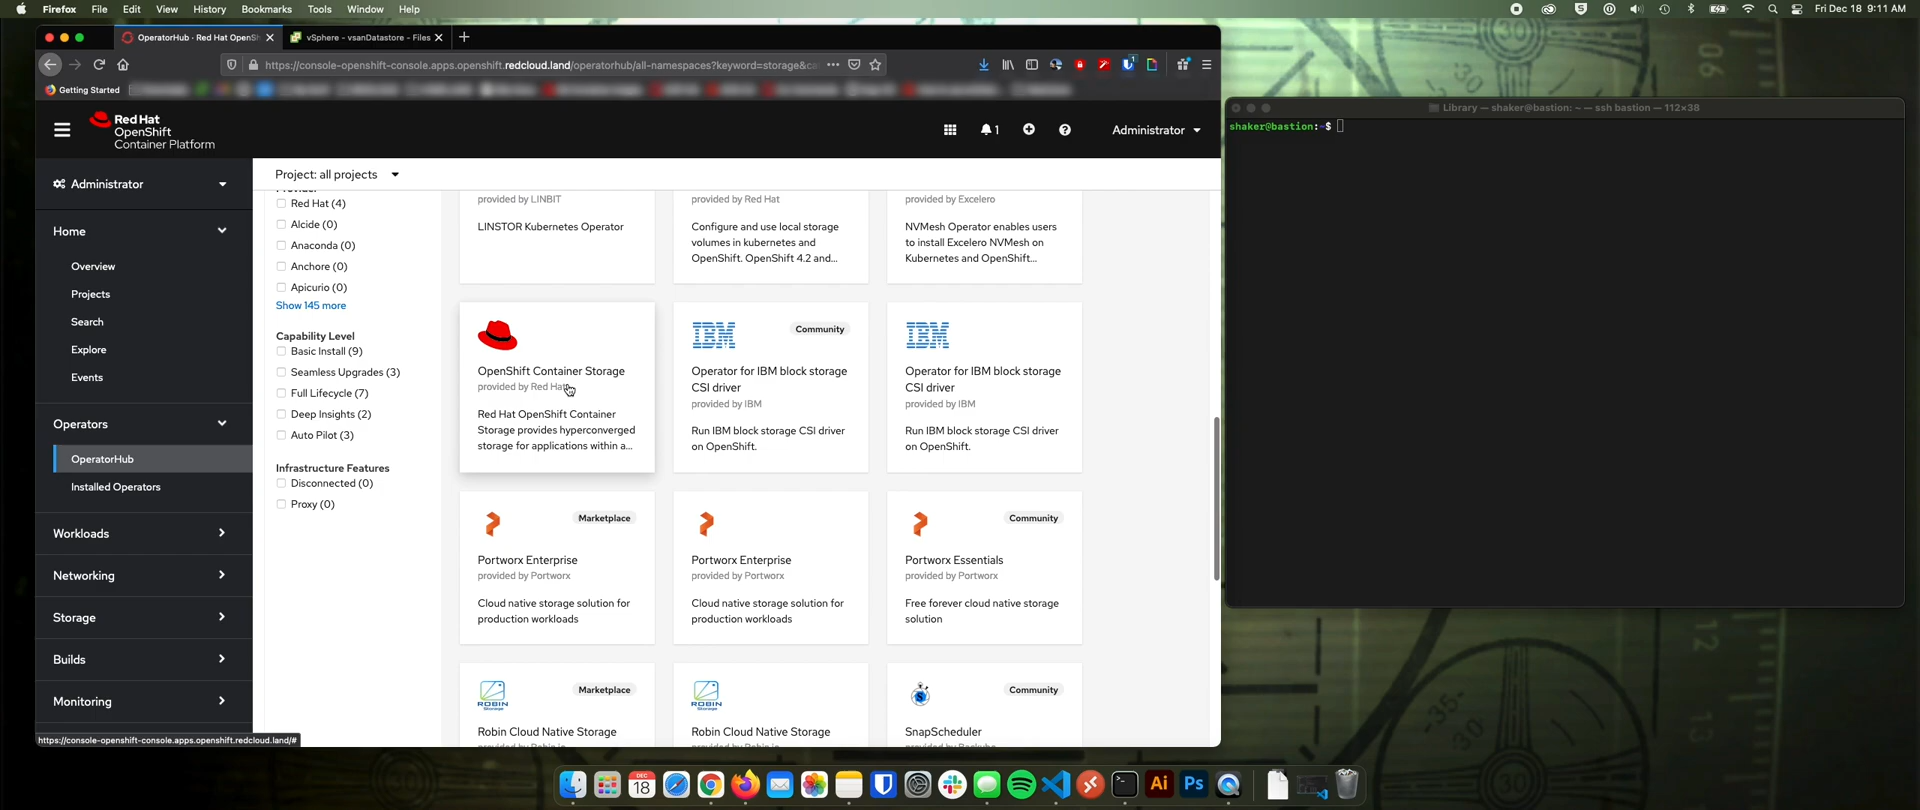 Firefox File Edit View History Bookmarks Tools Window Help
Fri Dec 18 9:11 AM
OperatorHub · Red Hat OpenSh
vSphere - vsanDatastore - Files
https://console-openshift-console.apps.openshift.redcloud.land/operatorhub/all-namespaces?keyword=storage&ca
Getting Started
Library — shaker@bastion: ~ — ssh bastion — 112×38
shaker@bastion:~$
Red Hat
OpenShift
Container Platform
1
Administrator
Administrator
Home
Overview
Projects
Search
Explore
Events
Operators
OperatorHub
Installed Operators
Workloads
Networking
Storage
Builds
Monitoring
https://console-openshift-console.apps.openshift.redcloud.land/#
Project: all projects
Provider
Red Hat (4)
Alcide (0)
Anaconda (0)
Anchore (0)
Apicurio (0)
Show 145 more
Capability Level
Basic Install (9)
Seamless Upgrades (3)
Full Lifecycle (7)
Deep Insights (2)
Auto Pilot (3)
Infrastructure Features
Disconnected (0)
Proxy (0)
provided by LINBIT
LINSTOR Kubernetes Operator
provided by Red Hat
Configure and use local storage
volumes in kubernetes and
OpenShift. OpenShift 4.2 and...
provided by Excelero
NVMesh Operator enables users
to install Excelero NVMesh on
Kubernetes and OpenShift...
OpenShift Container Storage
provided by Red Hat
Red Hat OpenShift Container
Storage provides hyperconverged
storage for applications within a...
IBM
Community
Operator for IBM block storage
CSI driver
provided by IBM
Run IBM block storage CSI driver
on OpenShift.
IBM
Operator for IBM block storage
CSI driver
provided by IBM
Run IBM block storage CSI driver
on OpenShift.
Marketplace
Portworx Enterprise
provided by Portworx
Cloud native storage solution for
production workloads
Portworx Enterprise
provided by Portworx
Cloud native storage solution for
production workloads
Community
Portworx Essentials
provided by Portworx
Free forever cloud native storage
solution
ROBIN
Storage
Marketplace
Robin Cloud Native Storage
ROBIN
Storage
Robin Cloud Native Storage
Community
SnapScheduler
DEC
18
Ai
Ps